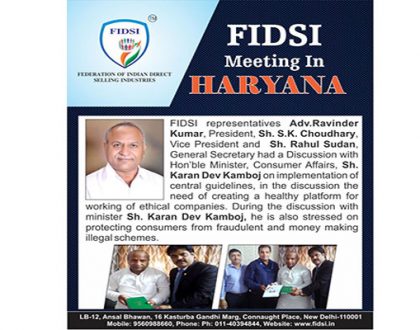 TM
FIDSI
FEDERATION OF INDIAN DIRECT
SELLING INDUSTRIES
FIDSI
Meeting In
HARYANA
FIDSI representatives Adv.Ravinder
Kumar, President, Sh. S.K. Choudhary,
Vice President and Sh. Rahul Sudan,
General Secretary had a Discussion with
Hon'ble Minister, Consumer Affairs, Sh.
Karan Dev Kamboj on implementation of
central guidelines, in the discussion the
need of creating a healthy platform for
working of ethical companies. During the discussion with
minister Sh. Karan Dev Kamboj, he is also stressed on
protecting consumers from fraudulent and money making
illegal schemes.
LB-12, Ansal Bhawan, 16 Kasturba Gandhi Marg, Connaught Place, New Delhi-110001
Mobile: 9560988660, Phone: Ph: 011-40394844, Website: www.fidsi.in